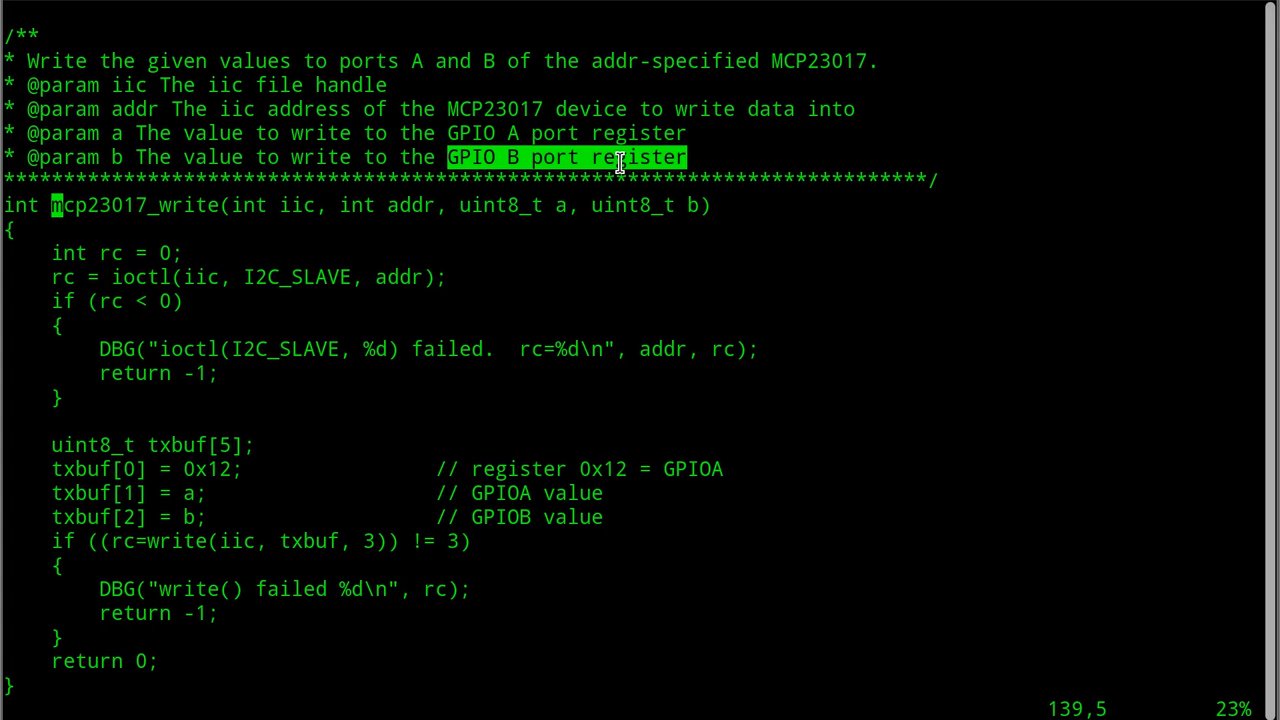 /**
* Write the given values to ports A and B of the addr-specified MCP23017.
* @param iic The iic file handle
* @param addr The iic address of the MCP23017 device to write data into
* @param a The value to write to the GPIO A port register
* @param b The value to write to the GPIO B port register
*****************************************************************************/
int mcp23017_write(int iic, int addr, uint8_t a, uint8_t b)
{
    int rc = 0;
    rc = ioctl(iic, I2C_SLAVE, addr);
    if (rc < 0)
    {
        DBG("ioctl(I2C_SLAVE, %d) failed.  rc=%d\n", addr, rc);
        return -1;
    }

    uint8_t txbuf[5];
    txbuf[0] = 0x12;                // register 0x12 = GPIOA
    txbuf[1] = a;                   // GPIOA value
    txbuf[2] = b;                   // GPIOB value
    if ((rc=write(iic, txbuf, 3)) != 3)
    {
        DBG("write() failed %d\n", rc);
        return -1;
    }
    return 0;
}
139,5 23%